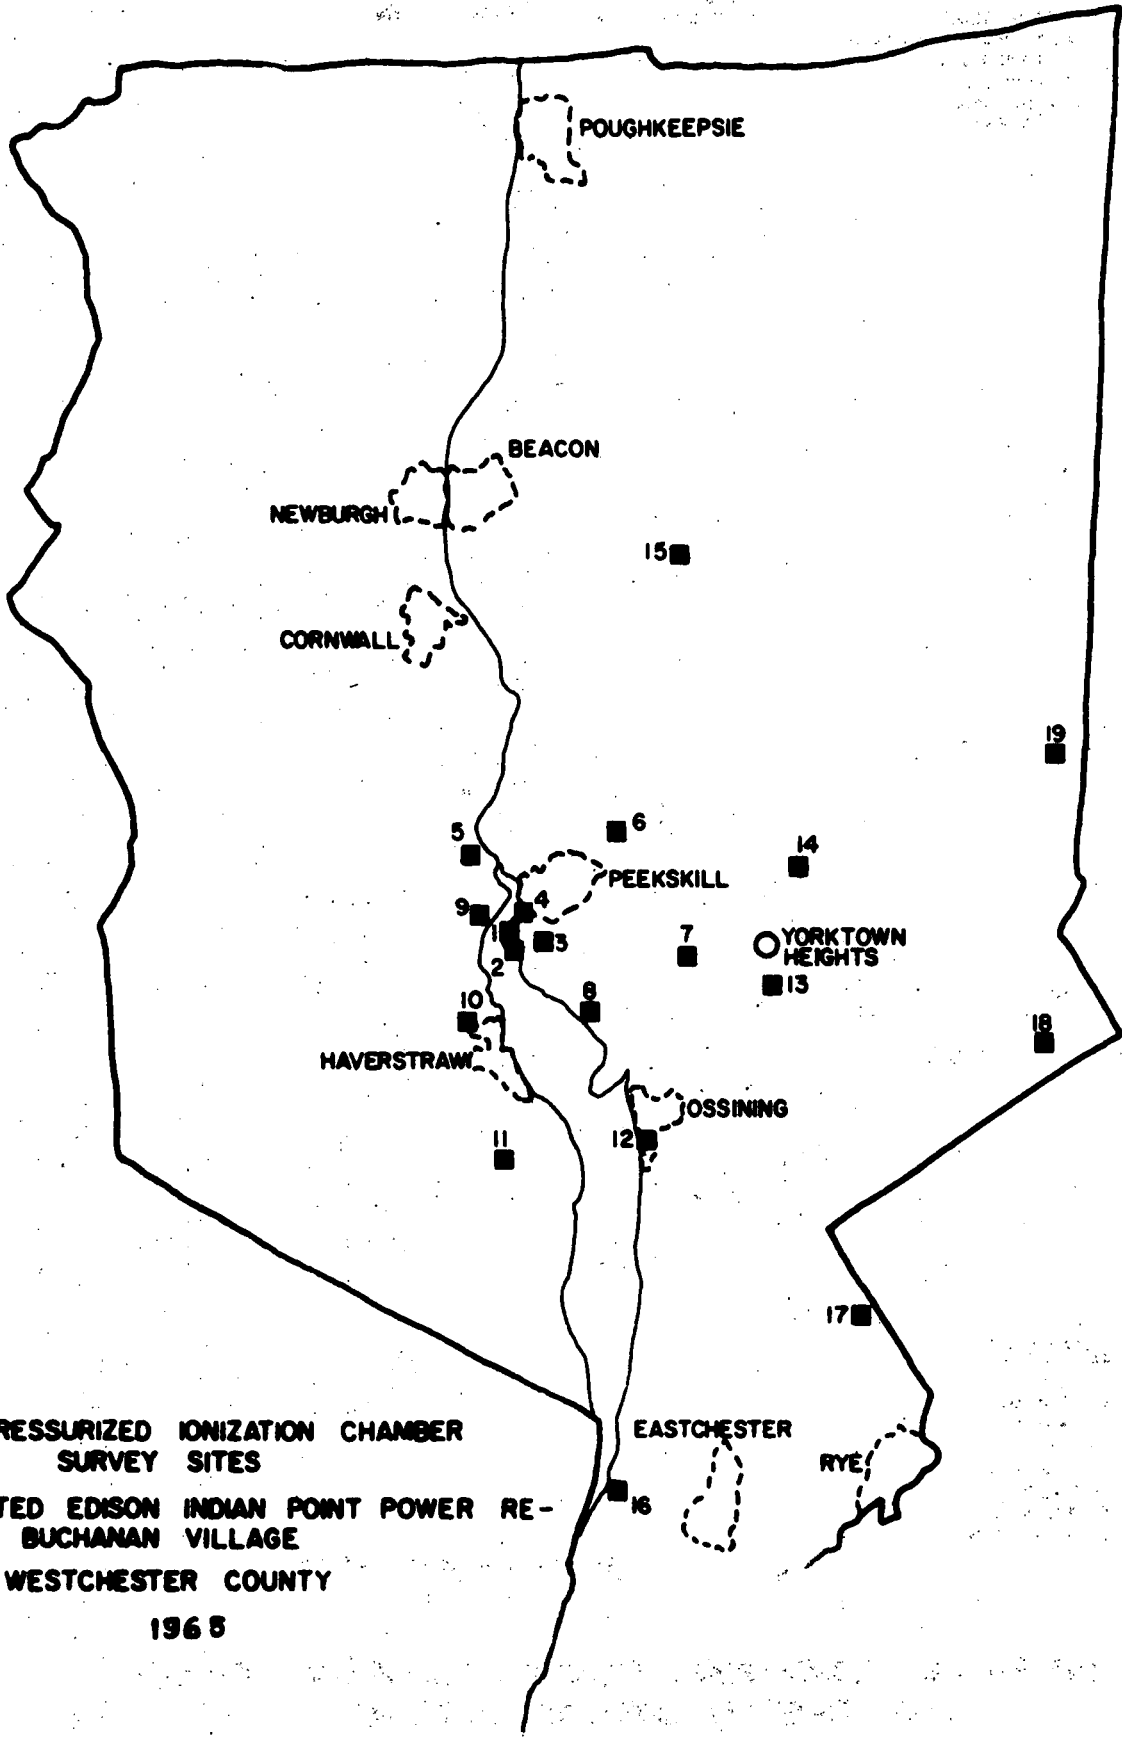 POUGHKEEPSIE
BEACON
NEWBURGH
15
CORNWALL
19
5
6
14
PEEKSKILL
9
4
1
3
2
7
YORKTOWN
HEIGHTS
13
10
8
18
HAVERSTRAW
OSSINING
11
12
17
RESSURIZED IONIZATION CHAMBER
SURVEY SITES
EASTCHESTER
RYE
16
TED EDISON INDIAN POINT POWER RE-
BUCHANAN VILLAGE
WESTCHESTER COUNTY
1965